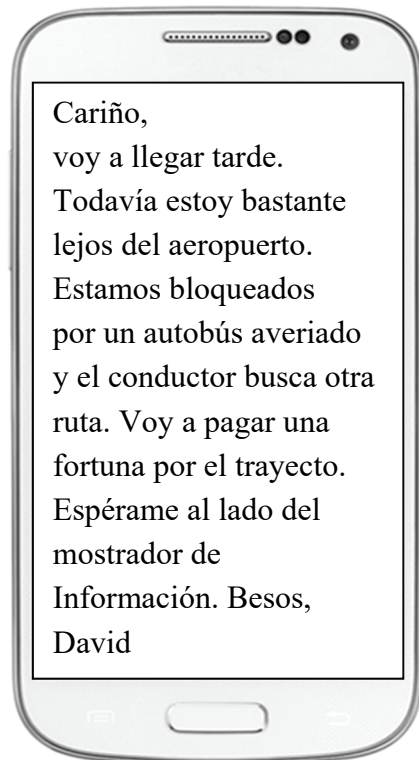 Cariño,
voy a llegar tarde.
Todavía estoy bastante
lejos del aeropuerto.
Estamos bloqueados
por un autobús averiado
y el conductor busca otra
ruta. Voy a pagar una
fortuna por el trayecto.
Espérame al lado del
mostrador de
Información. Besos,
David